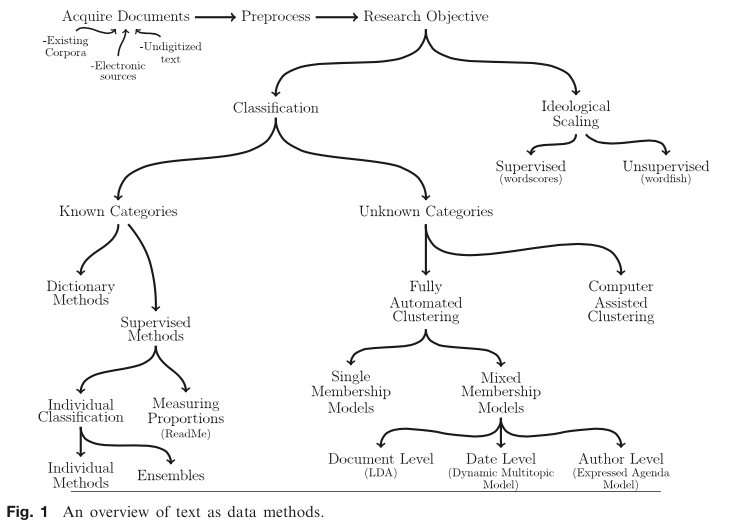 Acquire Documents
Preprocess
Research Objective
-Existing
Corpora
-Electronic
sources
-Undigitized
text
Classification
Ideological
Scaling
Supervised
(wordscores)
Unsupervised
(wordfish)
Known Categories
Unknown Categories
Dictionary
Methods
Supervised
Methods
Fully
Automated
Clustering
Computer
Assisted
Clustering
Individual
Classification
Measuring
Proportions
(ReadMe)
Single
Membership
Models
Mixed
Membership
Models
Individual
Methods
Ensembles
Document Level
(LDA)
Date Level
(Dynamic Multitopic
Model)
Author Level
(Expressed Agenda
Model)
Fig. 1 An overview of text as data methods.